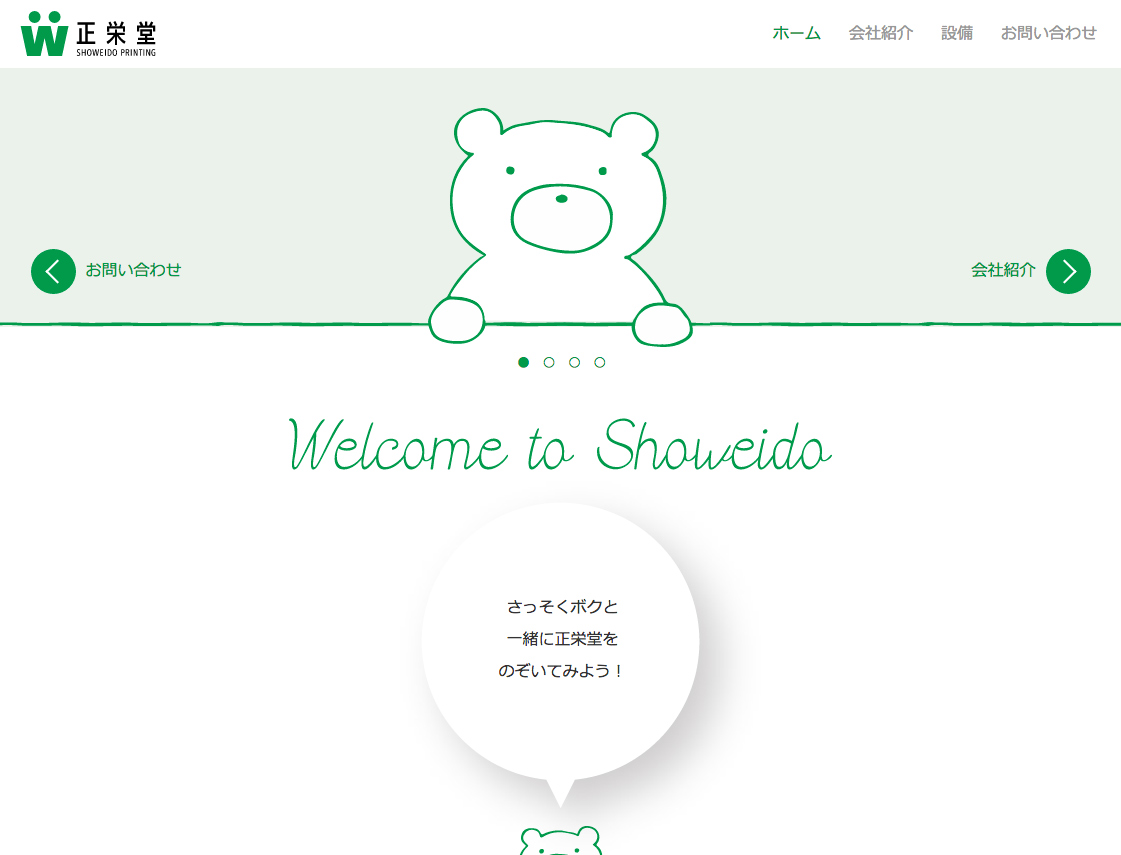 正栄堂
SHOWEIDO PRINTING
ホーム 会社紹介 設備 お問い合わせ
お問い合わせ
会社紹介
Welcome to Showeido
さっそくボクと
一緒に正栄堂を
のぞいてみよう！